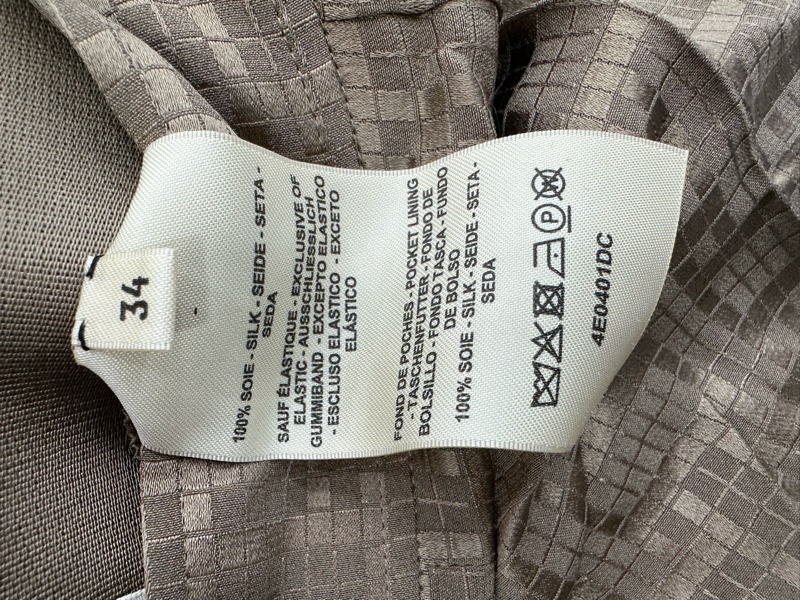 34
100% SOIE - SILK - SEIDE - SETA -
SEDA
SAUF ÉLASTIQUE - EXCLUSIVE OF
ELASTIC - AUSSCHLIESSLICH
GUMMIBAND - EXCEPTO ELASTICO
- ESCLUSO ELASTICO - EXCETO
ELÁSTICO
FOND DE POCHES - POCKET LINING
- TASCHENFUTTER - FONDO DE
BOLSILLO - FONDO TASCA - FUNDO
DE BOLSO
100% SOIE - SILK - SEIDE - SETA-
SEDA
P W
4E0401DC